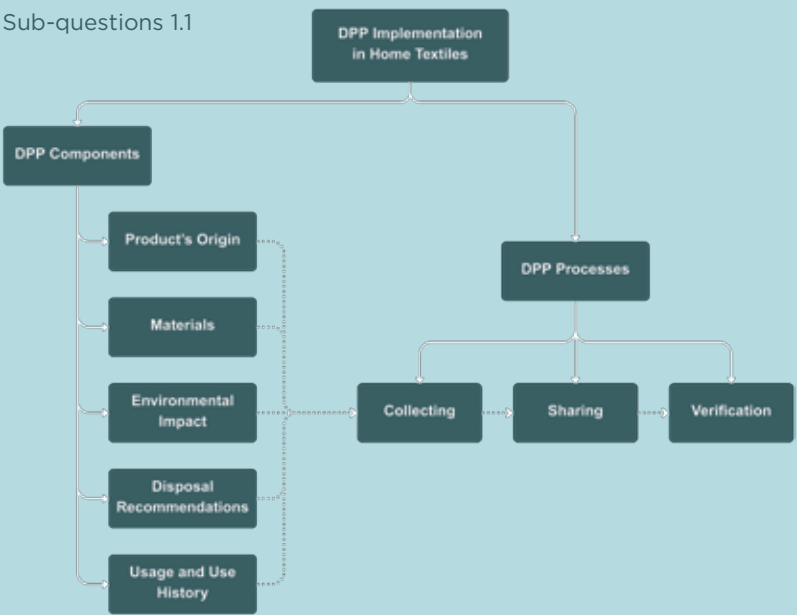 Sub-questions 1.1
DPP Implementation
in Home Textiles
DPP Components
Product's Origin
Materials
Environmental
Impact
Disposal
Recommendations
Usage and Use
History
DPP Processes
Collecting
Sharing
Verification